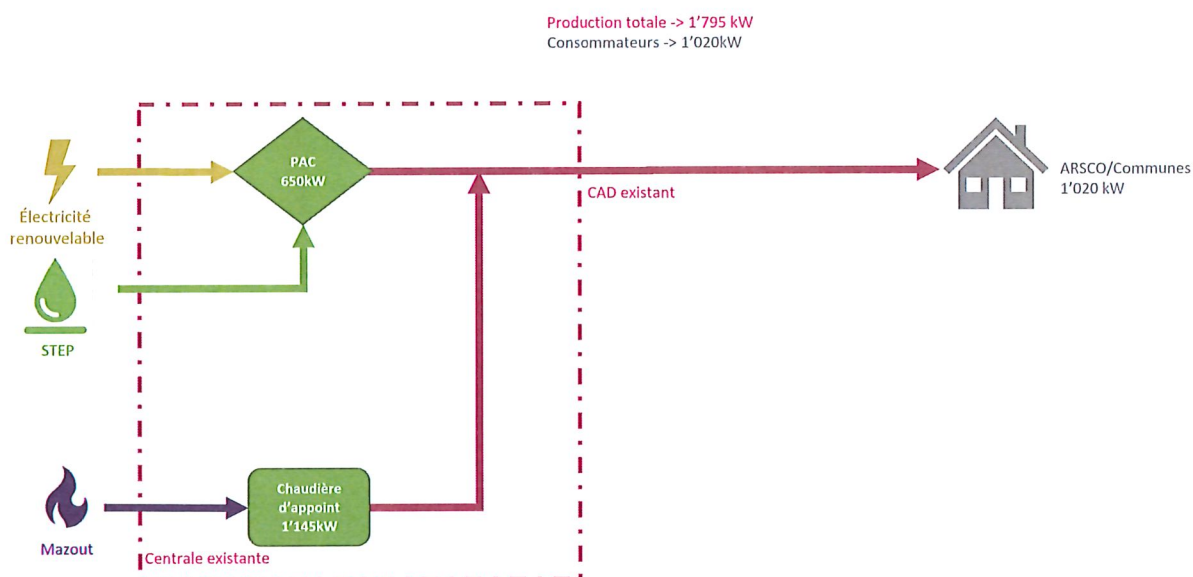 Production totale -> 1'795 kW
Consommateurs -> 1'020kW
PAC
650kW
Électricité
renouvelable
CAD existant
ARSCO/Communes
1'020 kW
STEP
Chaudière
d'appoint
1'145kW
Mazout
Centrale existante